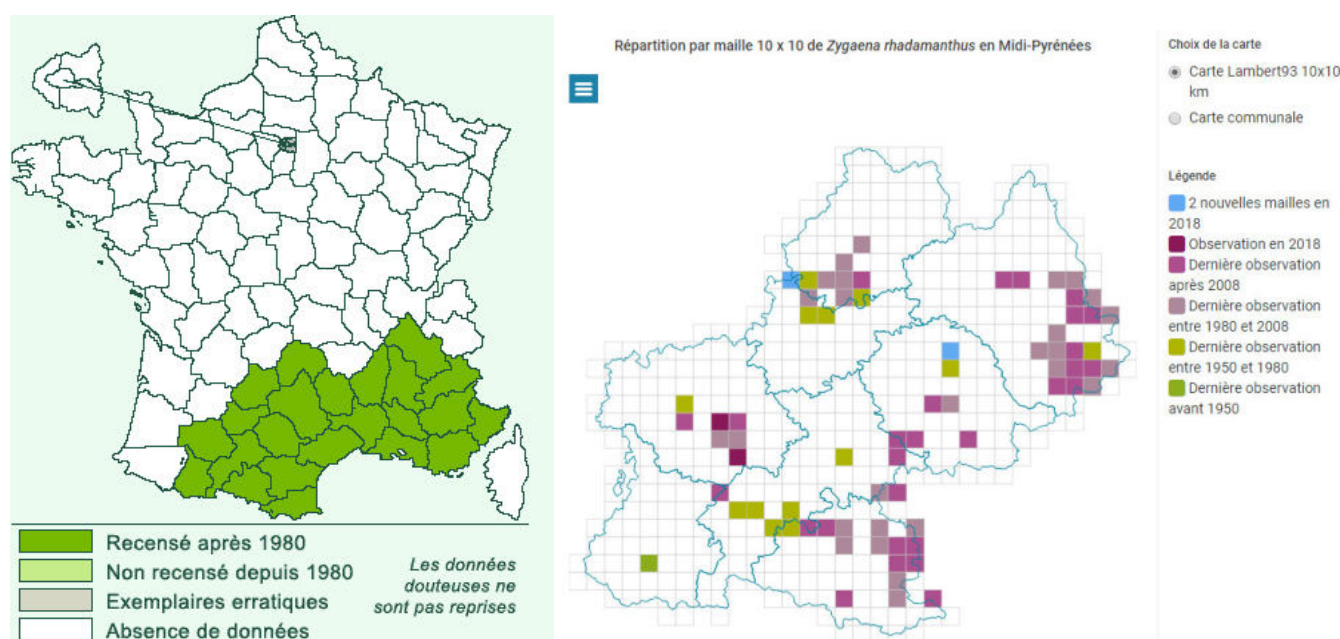 Recensé après 1980
Non recensé depuis 1980
Exemplaires erratiques
Absence de données
Les données
douteuses ne
sont pas reprises
Répartition par maille 10 x 10 de Zygaena rhadamanthus en Midi-Pyrénées
Choix de la carte
Carte Lambert93 10x10
km
Carte communale
Légende
2 nouvelles mailles en
2018
Observation en 2018
Dernière observation
après 2008
Dernière observation
entre 1980 et 2008
Dernière observation
entre 1950 et 1980
Dernière observation
avant 1950